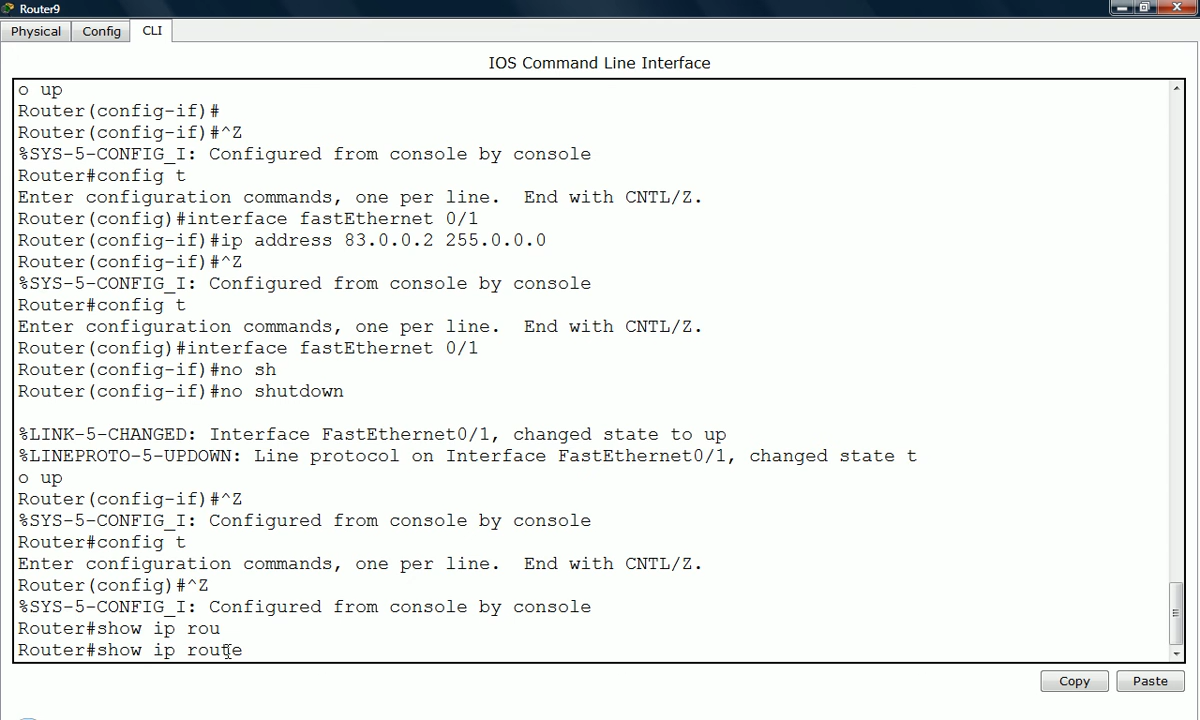 Router9
Physical Config CLI
IOS Command Line Interface
o up
Router(config-if)#
Router(config-if)#^Z
%SYS-5-CONFIG_I: Configured from console by console
Router#config t
Enter configuration commands, one per line.  End with CNTL/Z.
Router(config)#interface fastEthernet 0/1
Router(config-if)#ip address 83.0.0.2 255.0.0.0
Router(config-if)#^Z
%SYS-5-CONFIG_I: Configured from console by console
Router#config t
Enter configuration commands, one per line.  End with CNTL/Z.
Router(config)#interface fastEthernet 0/1
Router(config-if)#no sh
Router(config-if)#no shutdown
%LINK-5-CHANGED: Interface FastEthernet0/1, changed state to up
%LINEPROTO-5-UPDOWN: Line protocol on Interface FastEthernet0/1, changed state t
o up
Router(config-if)#^Z
%SYS-5-CONFIG_I: Configured from console by console
Router#config t
Enter configuration commands, one per line.  End with CNTL/Z.
Router(config)#^Z
%SYS-5-CONFIG_I: Configured from console by console
Router#show ip rou
Router#show ip route
Copy Paste